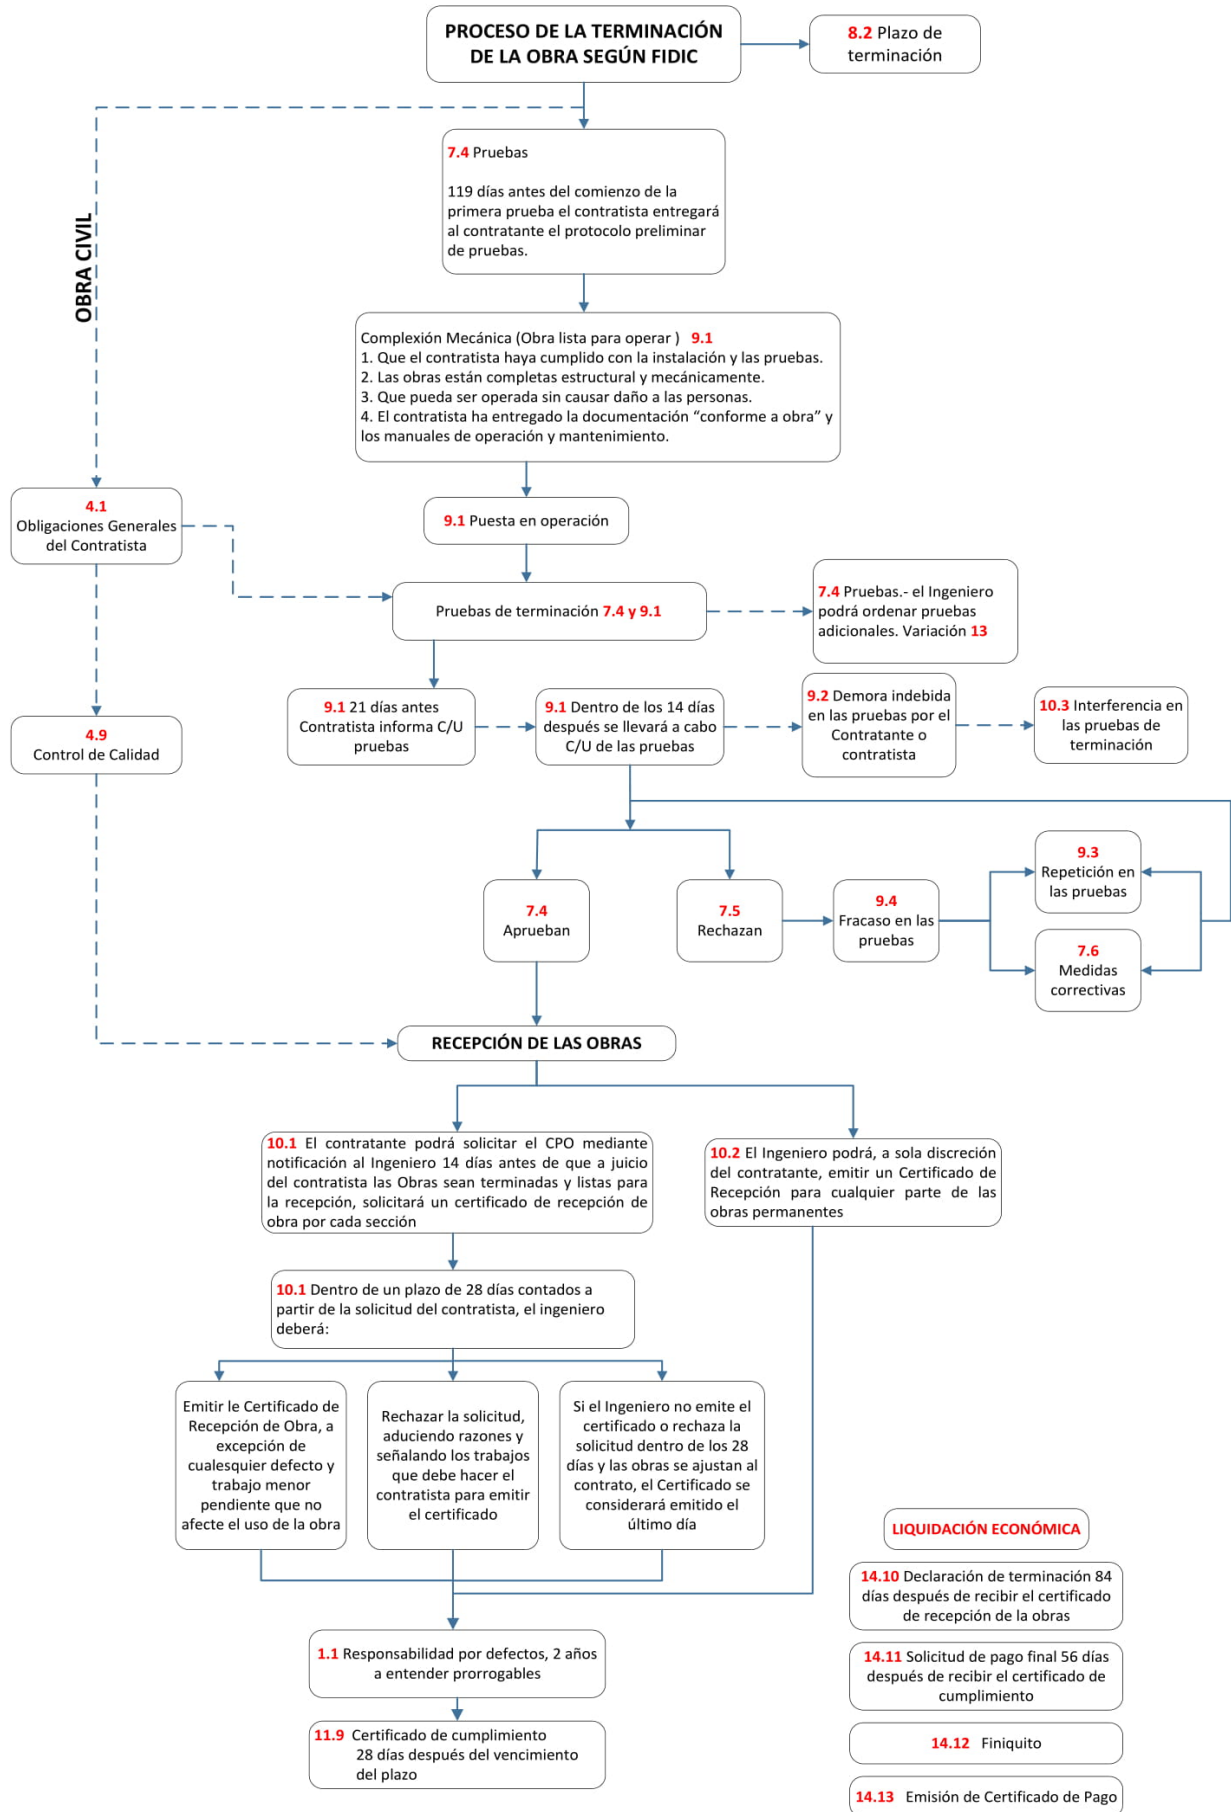 PROCESO DE LA TERMINACIÓN
DE LA OBRA SEGÚN FIDIC
8.2 Plazo de
terminación
OBRA CIVIL
7.4 Pruebas
119 días antes del comienzo de la
primera prueba el contratista entregará
al contratante el protocolo preliminar
de pruebas.
Complexión Mecánica (Obra lista para operar ) 9.1
1. Que el contratista haya cumplido con la instalación y las pruebas.
2. Las obras están completas estructural y mecánicamente.
3. Que pueda ser operada sin causar daño a las personas.
4. El contratista ha entregado la documentación “conforme a obra” y
los manuales de operación y mantenimiento.
4.1
Obligaciones Generales
del Contratista
9.1 Puesta en operación
Pruebas de terminación 7.4 y 9.1
7.4 Pruebas.- el Ingeniero
podrá ordenar pruebas
adicionales. Variación 13
4.9
Control de Calidad
9.1 21 días antes
Contratista informa C/U
pruebas
9.1 Dentro de los 14 días
después se llevará a cabo
C/U de las pruebas
9.2 Demora indebida
en las pruebas por el
Contratante o
contratista
10.3 Interferencia en
las pruebas de
terminación
7.4
Aprueban
7.5
Rechazan
9.4
Fracaso en las
pruebas
9.3
Repetición en
las pruebas
7.6
Medidas
correctivas
RECEPCIÓN DE LAS OBRAS
10.1 El contratante podrá solicitar el CPO mediante
notificación al Ingeniero 14 días antes de que a juicio
del contratista las Obras sean terminadas y listas para
la recepción, solicitará un certificado de recepción de
obra por cada sección
10.2 El Ingeniero podrá, a sola discreción
del contratante, emitir un Certificado de
Recepción para cualquier parte de las
obras permanentes
10.1 Dentro de un plazo de 28 días contados a
partir de la solicitud del contratista, el ingeniero
deberá:
Emitir le Certificado de
Recepción de Obra, a
excepción de
cualesquier defecto y
trabajo menor
pendiente que no
afecte el uso de la obra
Rechazar la solicitud,
aduciendo razones y
señalando los trabajos
que debe hacer el
contratista para emitir
el certificado
Si el Ingeniero no emite el
certificado o rechaza la
solicitud dentro de los 28
días y las obras se ajustan al
contrato, el Certificado se
considerará emitido el
último día
1.1 Responsabilidad por defectos, 2 años
a entender prorrogables
11.9 Certificado de cumplimiento
28 días después del vencimiento
del plazo
LIQUIDACIÓN ECONÓMICA
14.10 Declaración de terminación 84
días después de recibir el certificado
de recepción de la obras
14.11 Solicitud de pago final 56 días
después de recibir el certificado de
cumplimiento
14.12 Finiquito
14.13 Emisión de Certificado de Pago